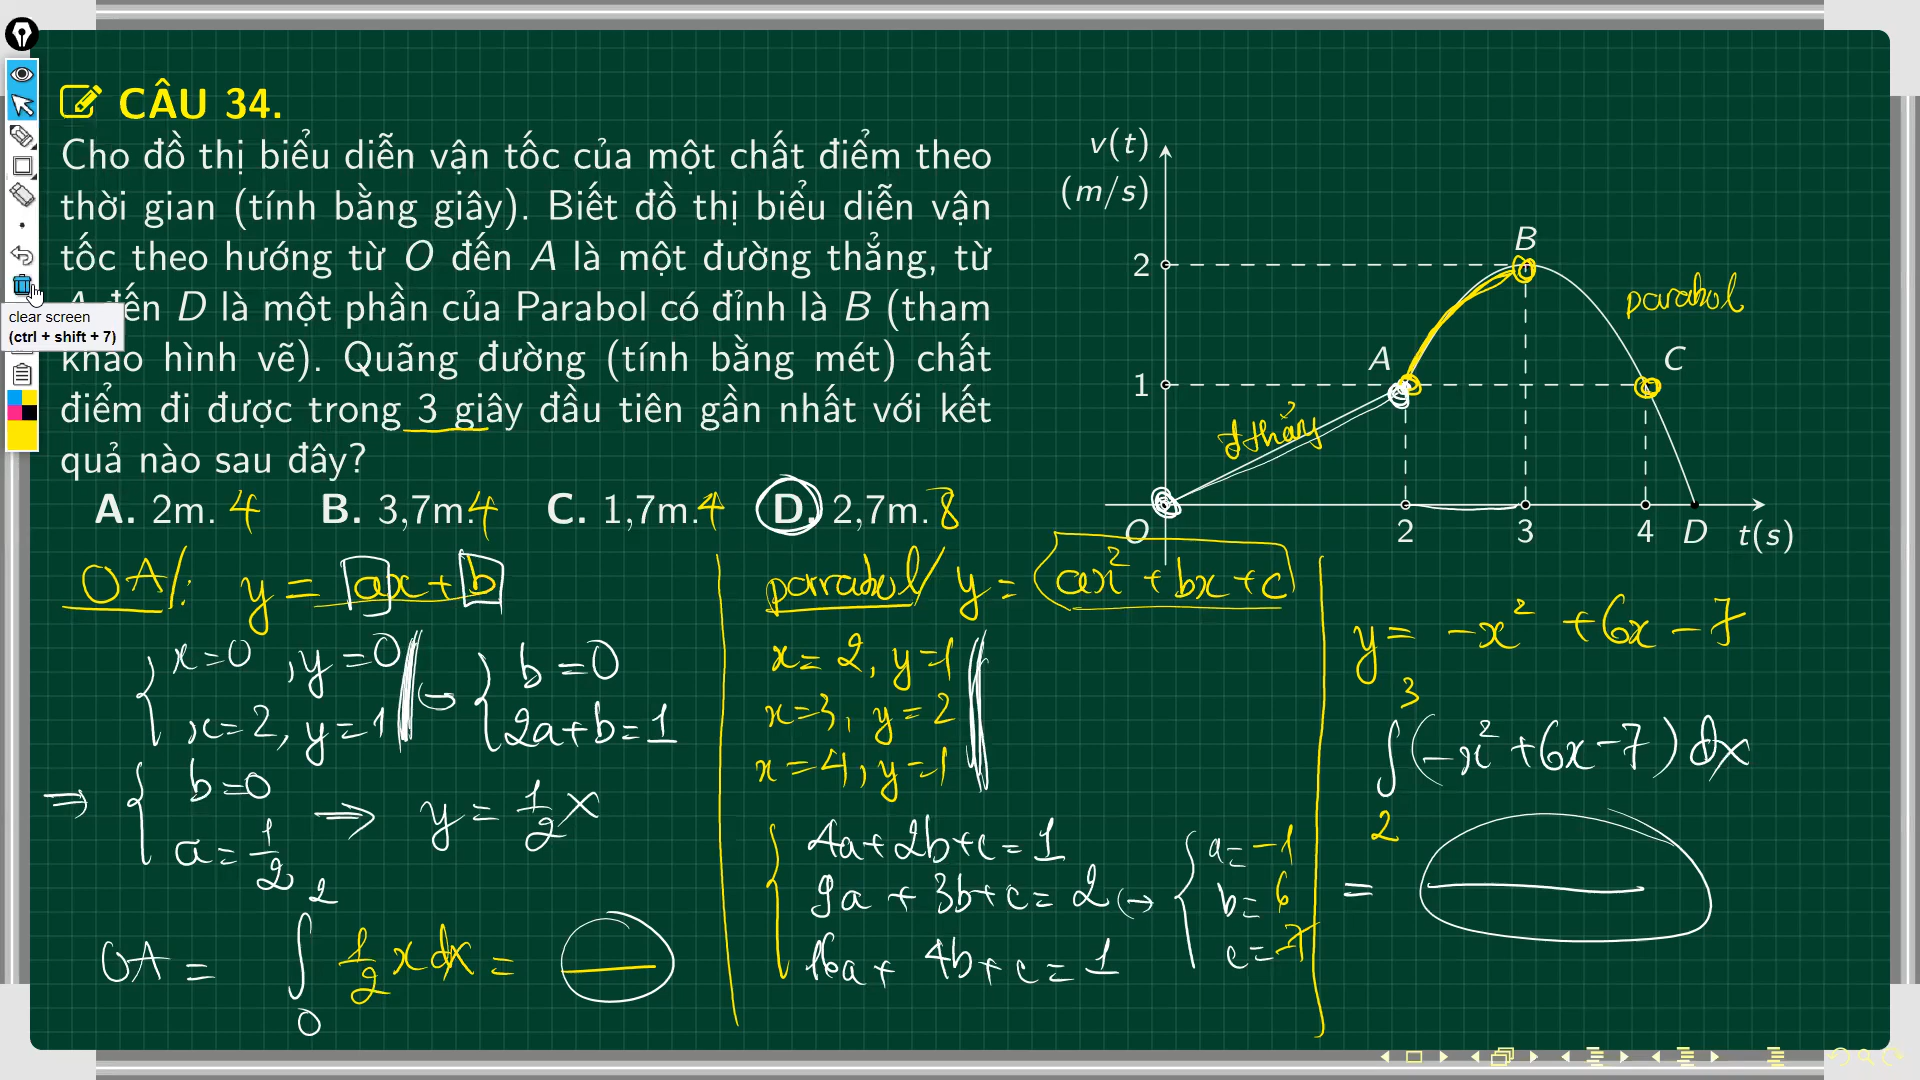 CÂU 34.
Cho đồ thị biểu diễn vận tốc của một chất điểm theo
thời gian (tính bằng giây). Biết đồ thị biểu diễn vận
tốc theo hướng từ O đến A là một đường thẳng, từ
A đến D là một phần của Parabol có đỉnh là B (tham
khảo hình vẽ). Quãng đường (tính bằng mét) chất
điểm đi được trong 3 giây đầu tiên gần nhất với kết
quả nào sau đây?
A. 2m. 4 B. 3,7m. 4 C. 1,7m. 4 D. 2,7m. 8
clear screen
(ctrl + shift + 7)
v(t)
(m/s)
B
2
parabol
A C
1
đ thẳng
O 2 3 4 D t(s)
OA/: y = ax + b
x=0, y=0
x=2, y=1
b=0
2a+b=1
⇒ b=0
a=1/2
⇒ y = 1/2 x
OA = ∫₀² 1/2 x dx =
parabol/ y = ax² + bx + c
x=2, y=1
x=3, y=2
x=4, y=1
4a+2b+c=1
9a+3b+c=2
16a+4b+c=1
↔ a=-1
b=6
c=-7
y = -x² + 6x - 7
∫₂³ (-x² + 6x - 7) dx
=